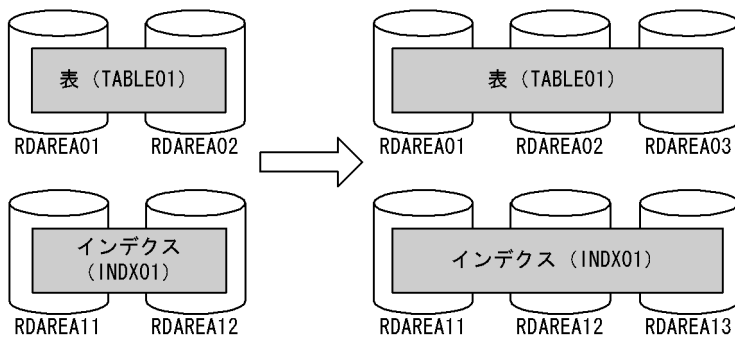 表（TABLE01）
RDAREA01 RDAREA02
インデクス
（INDX01）
RDAREA11 RDAREA12
表（TABLE01）
RDAREA01 RDAREA02 RDAREA03
インデクス（INDX01）
RDAREA11 RDAREA12 RDAREA13